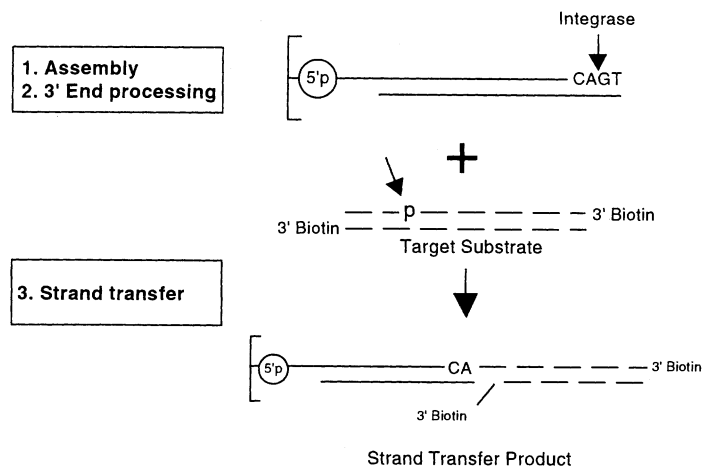 Integrase
1. Assembly
2. 3' End processing
5'p
CAGT
+
p
3' Biotin
3' Biotin
Target Substrate
3. Strand transfer
5'p
CA
3' Biotin
3' Biotin
Strand Transfer Product